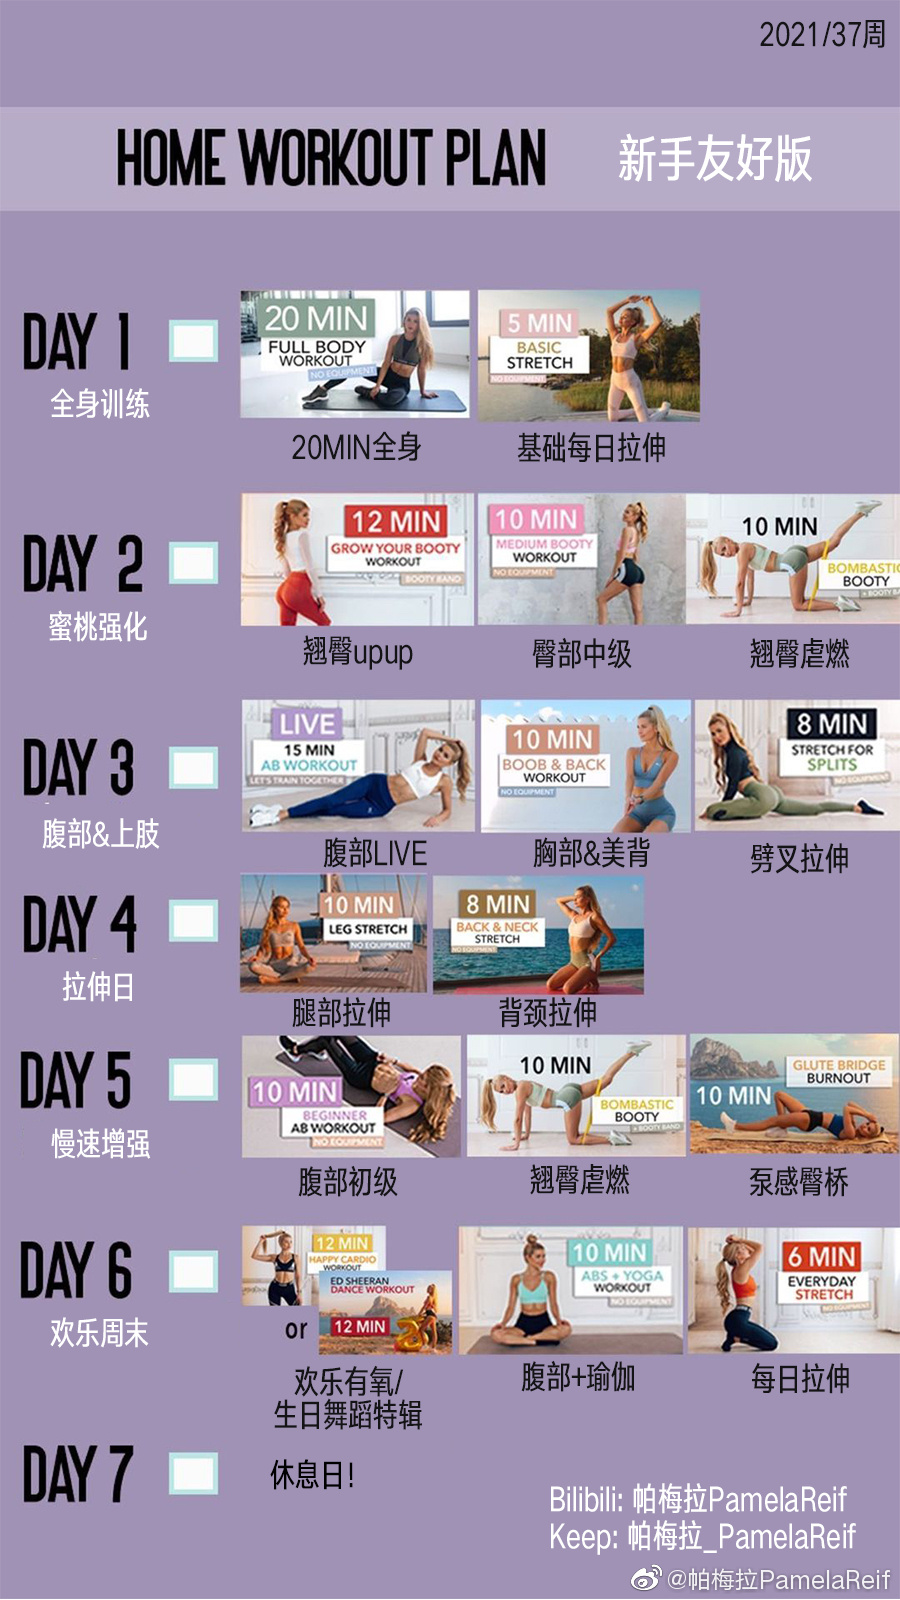 2021/37周
HOME WORKOUT PLAN 新手友好版
DAY 1
全身训练
20 MIN
FULL BODY
WORKOUT
NO EQUIPMENT
20MIN全身
5 MIN
BASIC
STRETCH
NO EQUIPMENT
基础每日拉伸
DAY 2
蜜桃强化
12 MIN
GROW YOUR BOOTY
WORKOUT
BOOTY BAND
翘臀upup
10 MIN
MEDIUM BOOTY
WORKOUT
NO EQUIPMENT
臀部中级
10 MIN
BOMBASTIC
BOOTY
+ BOOTY BA
翘臀虐燃
DAY 3
腹部&上肢
LIVE
15 MIN
AB WORKOUT
LET'S TRAIN TOGETHER
腹部LIVE
10 MIN
BOOB & BACK
WORKOUT
NO EQUIPMENT
胸部&美背
8 MIN
STRETCH FOR
SPLITS
NO EQUIPMENT
劈叉拉伸
DAY 4
拉伸日
10 MIN
LEG STRETCH
NO EQUIPMENT
腿部拉伸
8 MIN
BACK & NECK
STRETCH
NO EQUIPMENT
背颈拉伸
DAY 5
慢速增强
10 MIN
BEGINNER
AB WORKOUT
NO EQUIPMENT
腹部初级
10 MIN
BOMBASTIC
BOOTY
+ BOOTY BAND
翘臀虐燃
GLUTE BRIDGE
BURNOUT
10 MIN
泵感臀桥
DAY 6
欢乐周末
12 MIN
HAPPY CARDIO
WORKOUT
or
ED SHEERAN
DANCE WORKOUT
12 MIN
欢乐有氧/
生日舞蹈特辑
10 MIN
ABS + YOGA
WORKOUT
NO EQUIPMENT
腹部+瑜伽
6 MIN
EVERYDAY
STRETCH
NO EQUIPMENT
每日拉伸
DAY 7
休息日!
Bilibili: 帕梅拉PamelaReif
Keep: 帕梅拉_PamelaReif
@帕梅拉PamelaReif